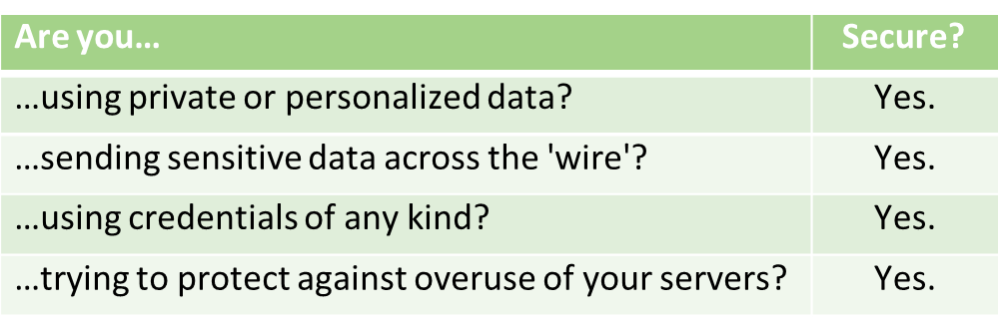 Are you... Secure?
...using private or personalized data? Yes.
...sending sensitive data across the 'wire'? Yes.
...using credentials of any kind? Yes.
...trying to protect against overuse of your servers? Yes.